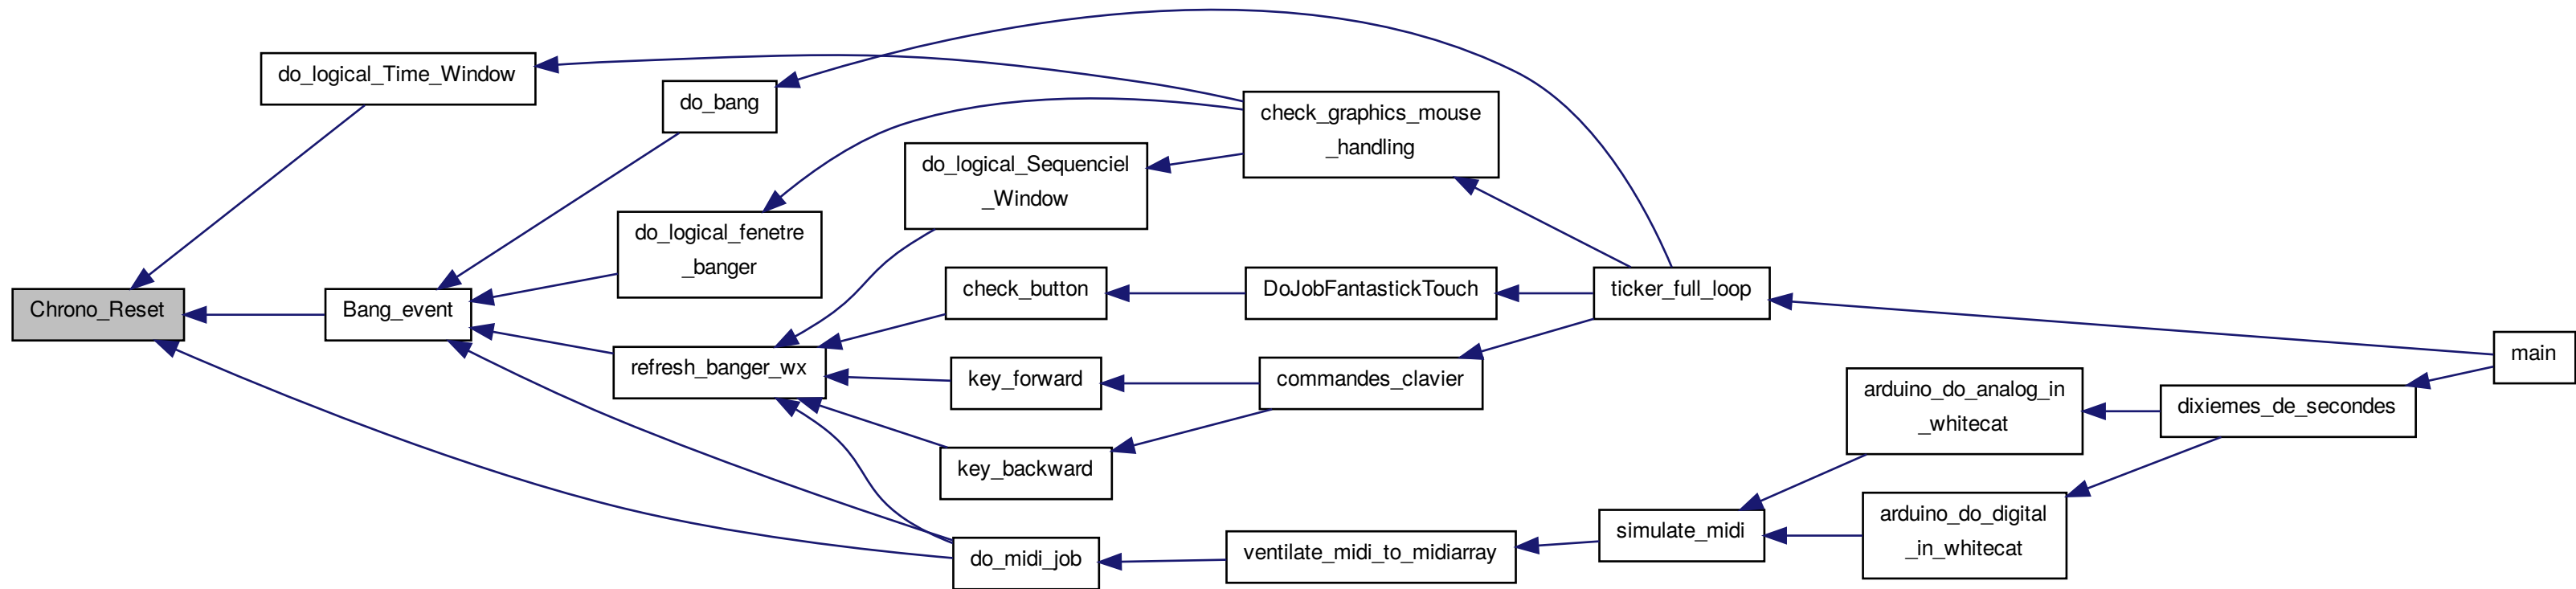 do_logical_Time_Window
do_bang
check_graphics_mouse
_handling
do_logical_Sequenciel
_Window
do_logical_fenetre
_banger
Chrono_Reset
Bang_event
check_button
DoJobFantastickTouch
ticker_full_loop
refresh_banger_wx
key_forward
commandes_clavier
main
arduino_do_analog_in
_whitecat
dixiemes_de_secondes
key_backward
arduino_do_digital
_in_whitecat
simulate_midi
do_midi_job
ventilate_midi_to_midiarray